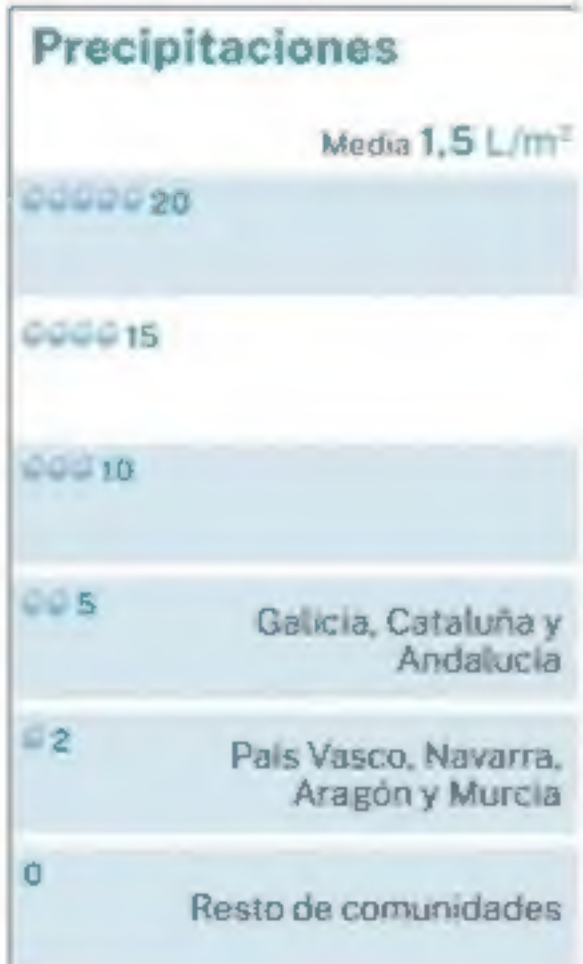 Precipitaciones
Media 1,5 L/m²
20
15
10
5
Galicia, Cataluña y
Andalucía
2
País Vasco, Navarra,
Aragón y Murcia
0
Resto de comunidades